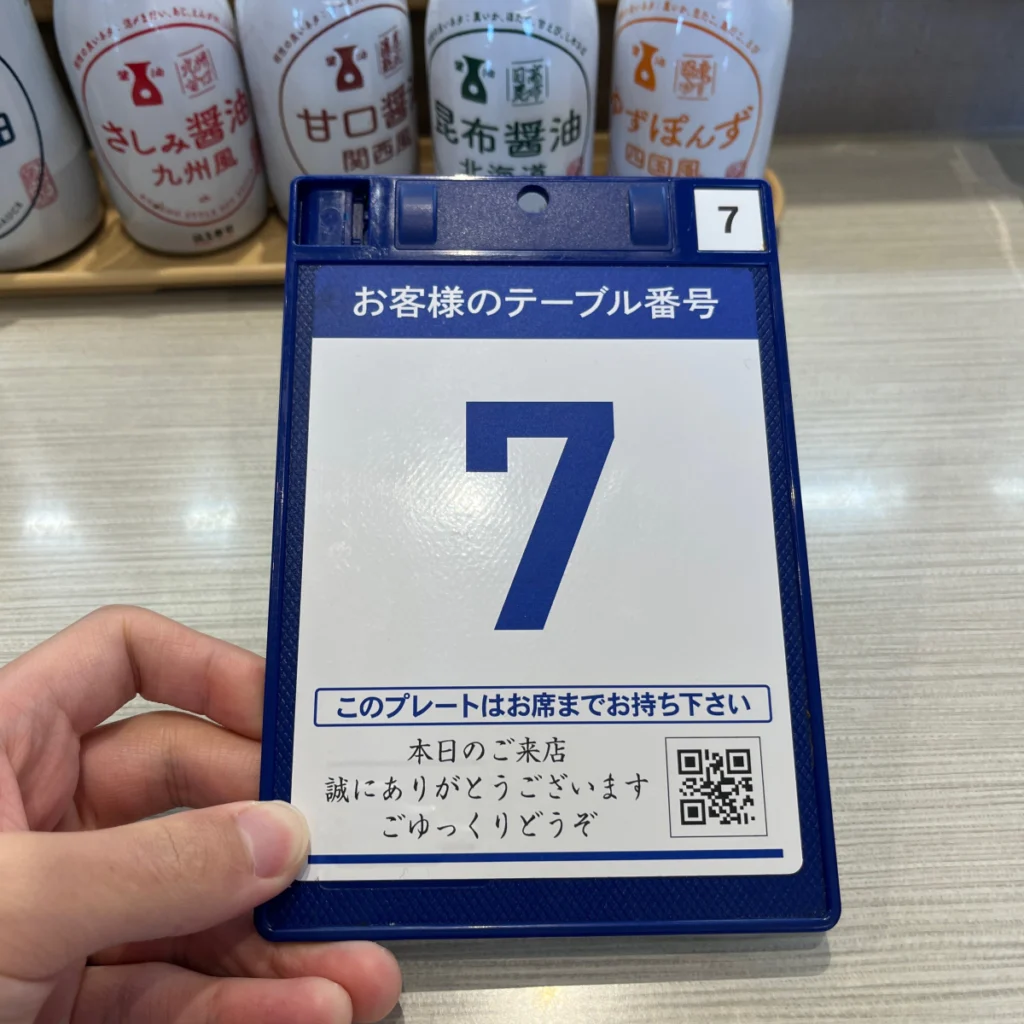 さしみ醤油
九州風
甘口醤
関西風
昆布醤油
北海道
ゆずぽんず
四国風
7
お客様のテーブル番号
7
このプレートはお席までお持ち下さい
本日のご来店
誠にありがとうございます
ごゆっくりどうぞ